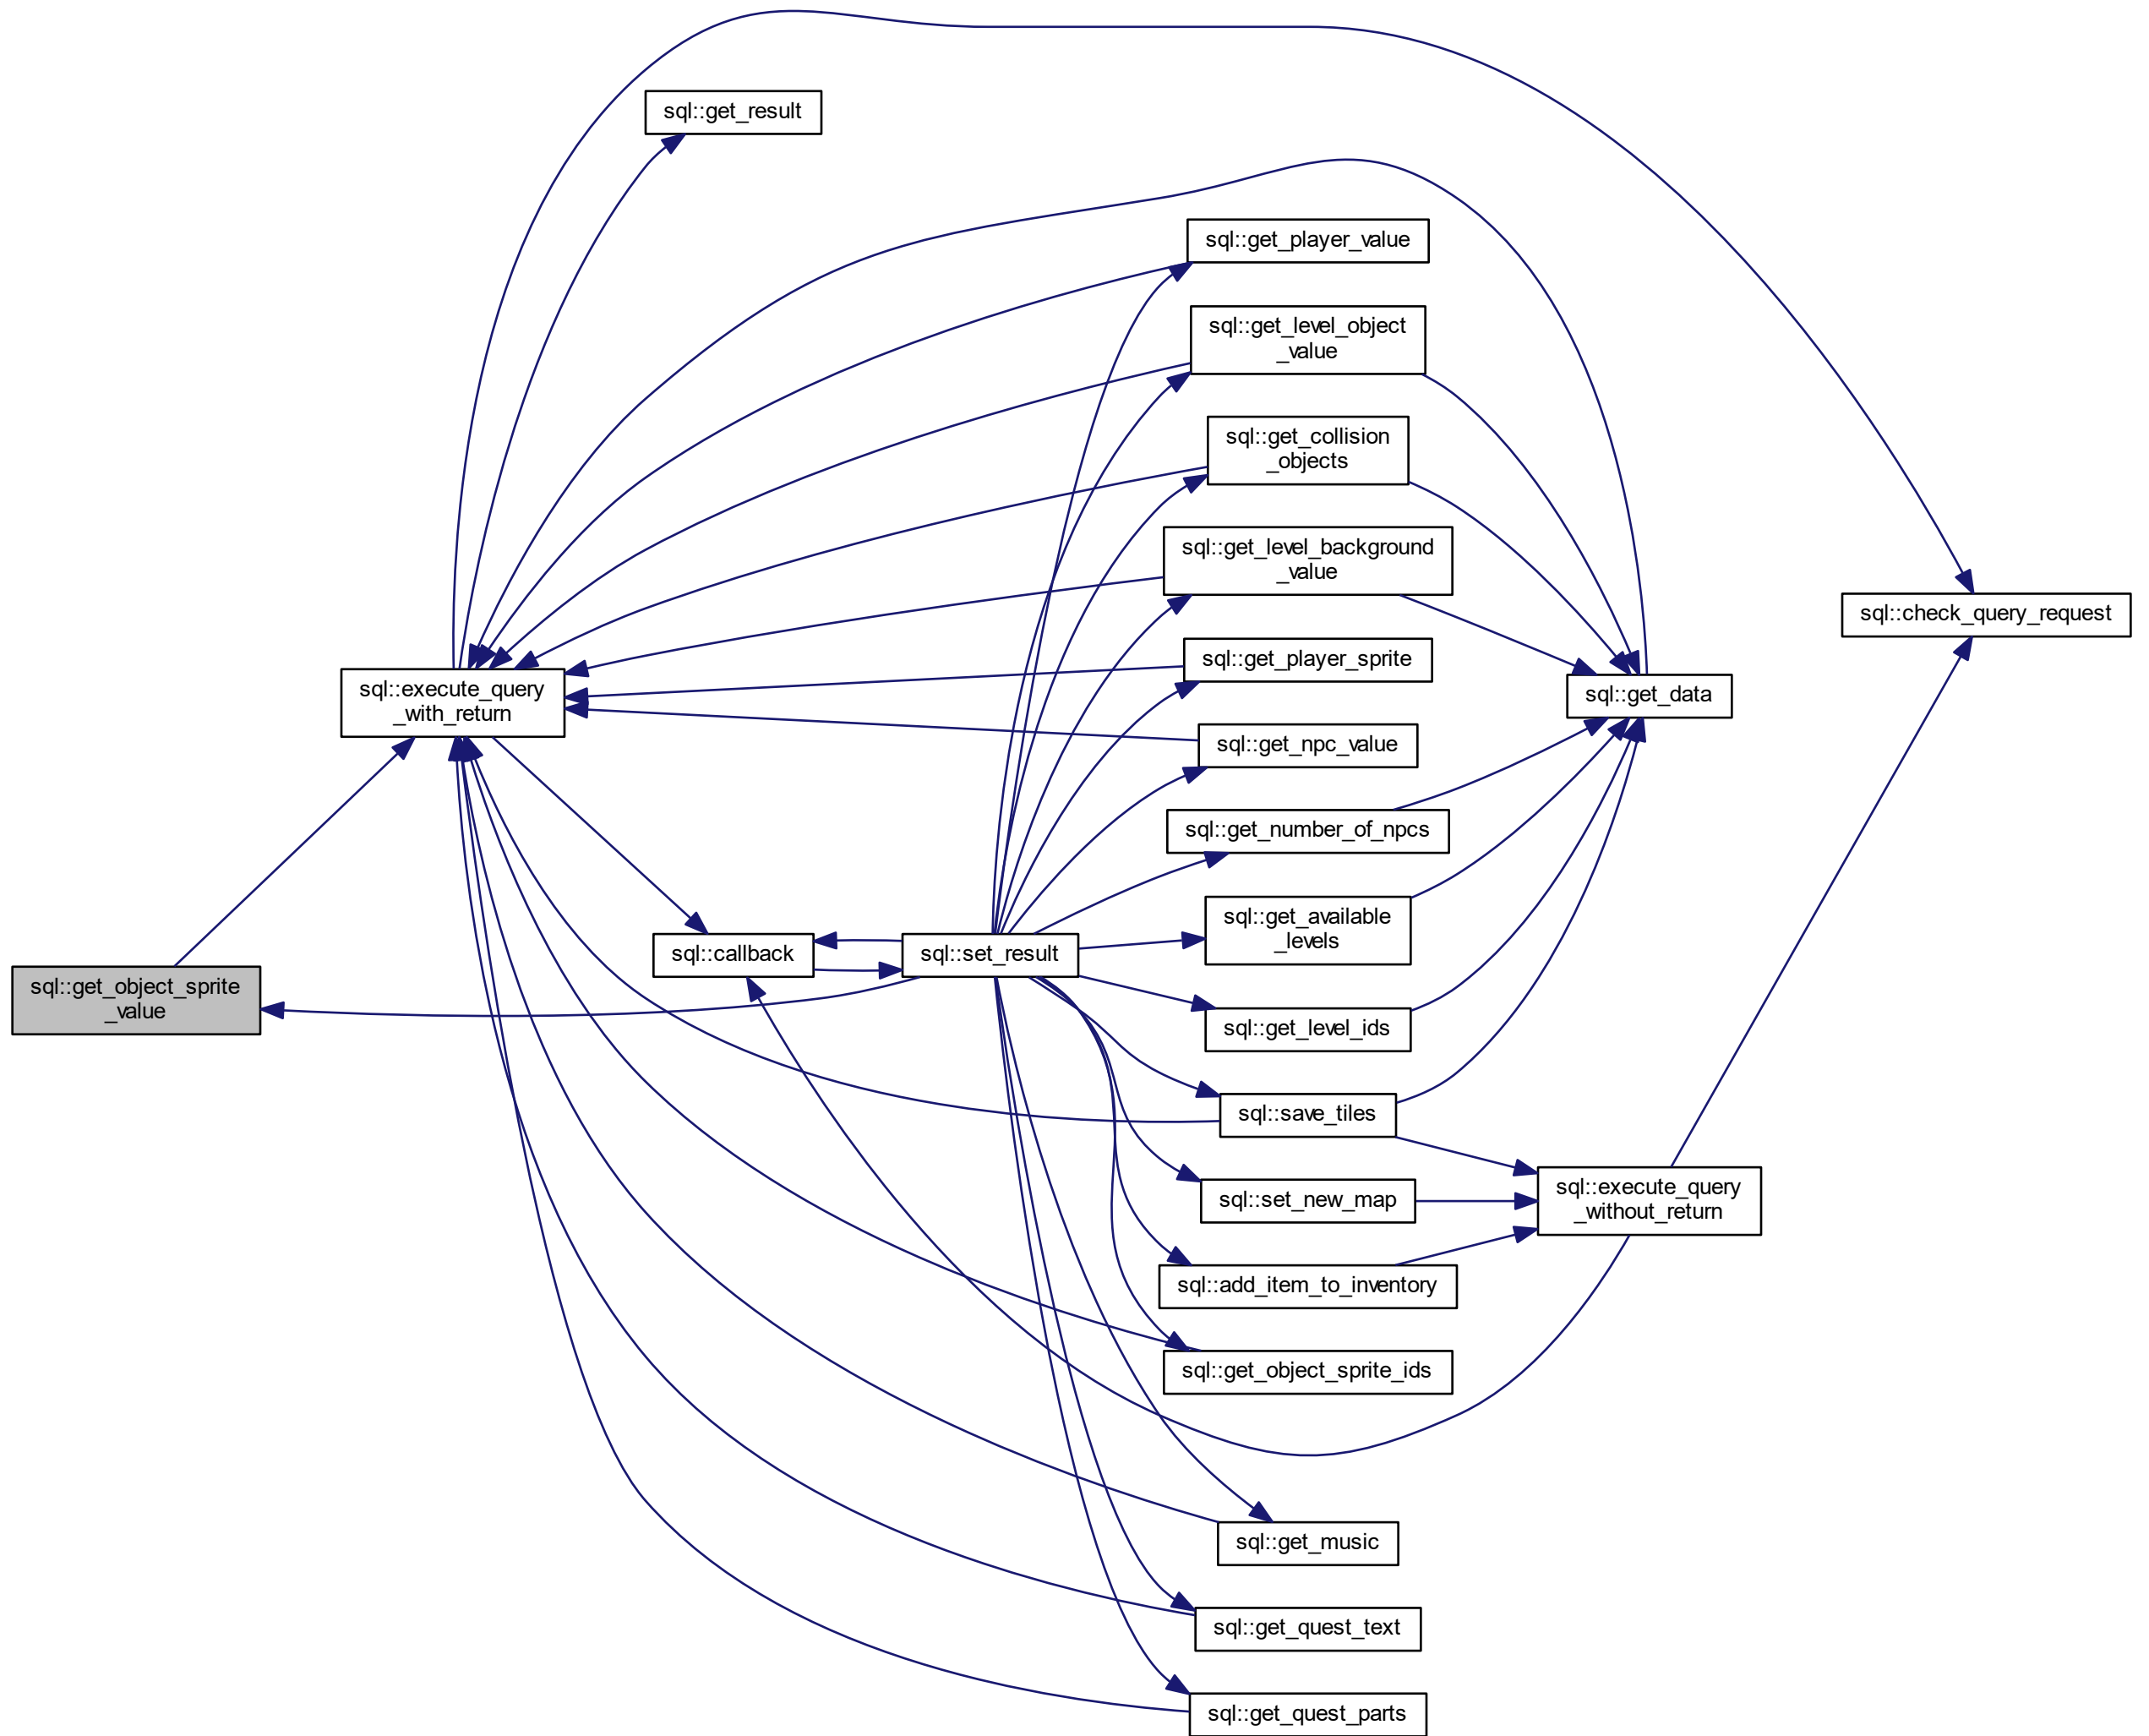 sql::get_result
sql::get_player_value
sql::get_level_object
_value
sql::get_collision
_objects
sql::get_level_background
_value
sql::check_query_request
sql::get_player_sprite
sql::execute_query
_with_return
sql::get_data
sql::get_npc_value
sql::get_number_of_npcs
sql::get_available
_levels
sql::callback
sql::set_result
sql::get_object_sprite
_value
sql::get_level_ids
sql::save_tiles
sql::set_new_map
sql::execute_query
_without_return
sql::add_item_to_inventory
sql::get_object_sprite_ids
sql::get_music
sql::get_quest_text
sql::get_quest_parts